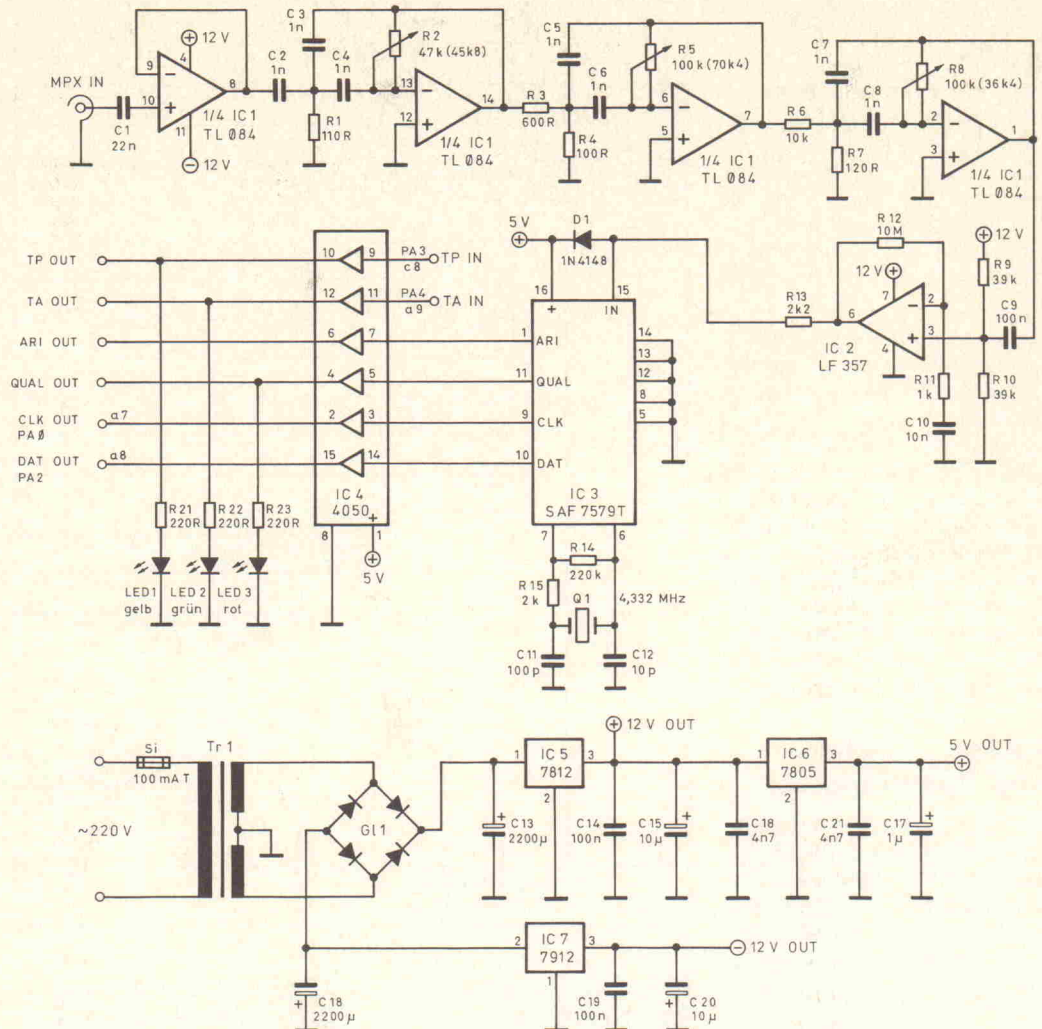 MPX IN
C1
22n
9
10
4
12 V
8
11
12 V
1/4 IC1
TL Ø84
C2
1n
C3
1n
C4
1n
R1
110R
R2
47k (45k8)
13
12
14
1/4 IC1
TL Ø84
R3
600R
C5
1n
C6
1n
R4
100R
R5
100k (70k4)
6
5
7
1/4 IC1
TL Ø84
R6
10k
C7
1n
C8
1n
R7
120R
R8
100k (36k4)
2
3
1
1/4 IC1
TL Ø84
TP OUT
TA OUT
ARI OUT
QUAL OUT
CLK OUT
PAØ
a7
DAT OUT
PA2
a8
10
9
PA3
c8
TP IN
12
11
PA4
a9
TA IN
6
7
4
5
2
3
15
14
IC 4
4050
8
1
5 V
R21
220R
R22
220R
R23
220R
LED1
gelb
LED 2
grün
LED 3
rot
5 V
D1
1N4148
16
15
IN
1
ARI
11
QUAL
9
CLK
10
DAT
14
13
12
8
5
IC 3
SAF 7579T
7
6
R14
220k
R15
2k
Q1
4,332 MHz
C11
100p
C12
10p
R13
2k2
R12
10M
12 V
7
6
2
3
4
IC 2
LF 357
12 V
R9
39k
C9
100n
R11
1k
R10
39k
C10
10n
~220 V
Si
100 mA T
Tr 1
Gl1
1
IC 5
7812
3
2
12 V OUT
C13
2200µ
C14
100n
C15
10µ
C18
4n7
1
IC 6
7805
3
2
C21
4n7
C17
1µ
5 V OUT
C18
2200µ
2
IC 7
7912
3
1
C19
100n
C 20
10µ
12 V OUT